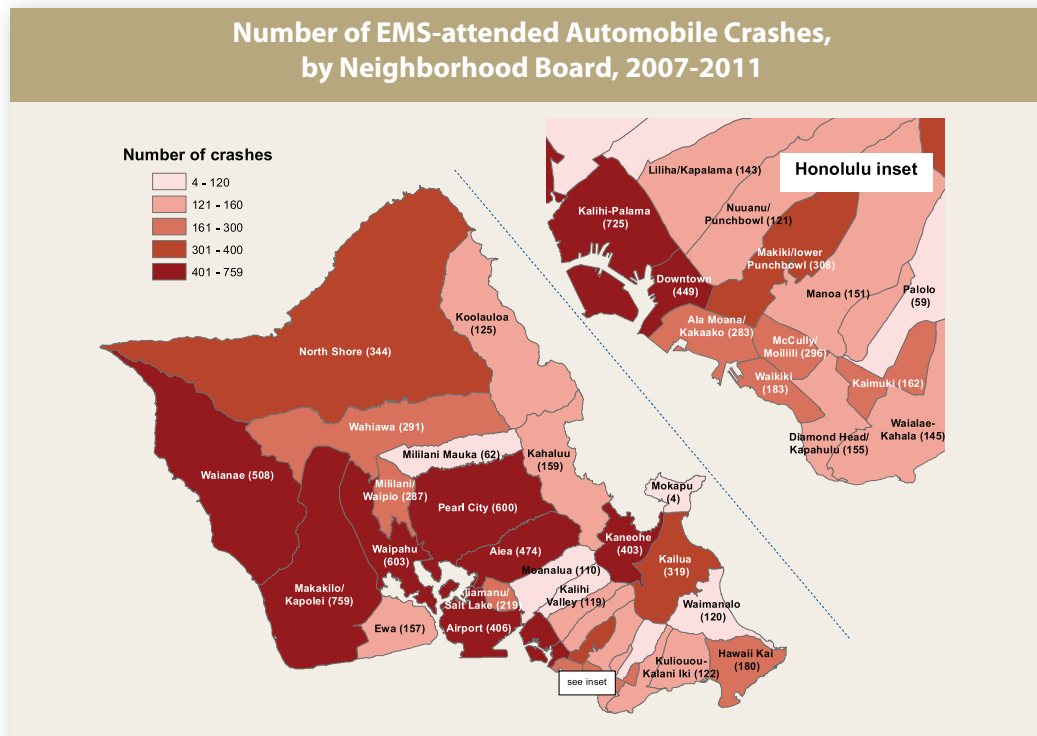 Number of EMS-attended Automobile Crashes,
by Neighborhood Board, 2007-2011
Number of crashes
4 - 120
121 - 160
161 - 300
301 - 400
401 - 759
Honolulu inset
Liliha/Kapalama (143)
Kalihi-Palama
(725)
Nuuanu/
Punchbowl (121)
Makiki/lower
Punchbowl (308)
Downtown
(449)
Manoa (151)
Palolo
(59)
Ala Moana/
Kakaako (283)
McCully/
Moiliili (296)
Waikiki
(183)
Kaimuki (162)
Waialae-
Kahala (145)
Diamond Head/
Kapahulu (155)
Koolauloa
(125)
North Shore (344)
Wahiawa (291)
Mililani Mauka (62)
Kahaluu
(159)
Waianae (508)
Mililani/
Waipio (287)
Pearl City (600)
Mokapu
(4)
Kaneohe
(403)
Waipahu
(603)
Aiea (474)
Kailua
(319)
Moanalua (110)
Makakilo/
Kapolei (759)
Kalihi
Valley (119)
liamanu/
Salt Lake (219)
Waimanalo
(120)
Ewa (157)
Airport (406)
Kuliouou-
Kalani Iki (122)
Hawaii Kai
(180)
see inset